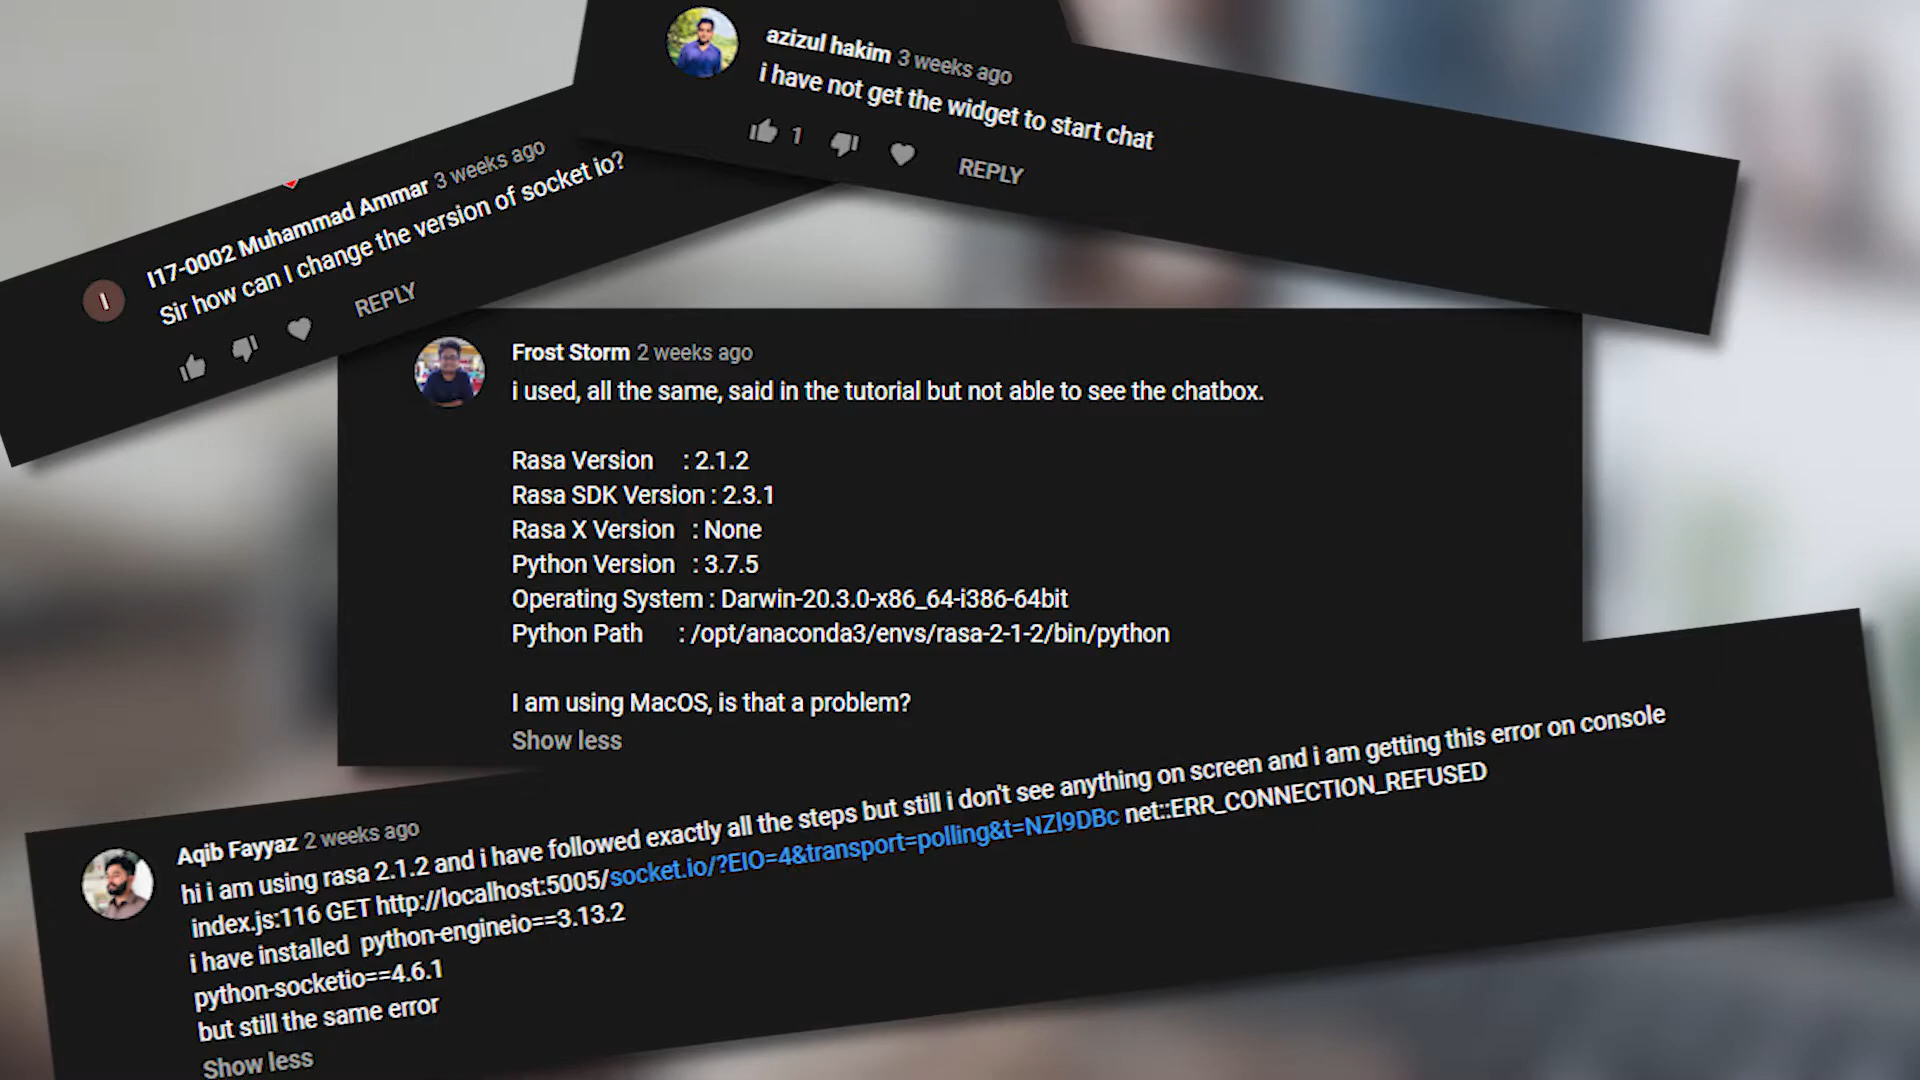 azizul hakim 3 weeks ago
i have not get the widget to start chat
1 REPLY
I17-0002 Muhammad Ammar 3 weeks ago
Sir how can I change the version of socket io?
I
REPLY
Frost Storm 2 weeks ago
i used, all the same, said in the tutorial but not able to see the chatbox.
Rasa Version : 2.1.2
Rasa SDK Version : 2.3.1
Rasa X Version : None
Python Version : 3.7.5
Operating System : Darwin-20.3.0-x86_64-i386-64bit
Python Path : /opt/anaconda3/envs/rasa-2-1-2/bin/python
I am using MacOS, is that a problem?
Show less
Aqib Fayyaz 2 weeks ago
hi i am using rasa 2.1.2 and i have followed exactly all the steps but still i don't see anything on screen and i am getting this error on console
index.js:116 GET http://localhost:5005/socket.io/?EIO=4&transport=polling&t=NZI9DBc net::ERR_CONNECTION_REFUSED
i have installed python-engineio==3.13.2
python-socketio==4.6.1
but still the same error
Show less